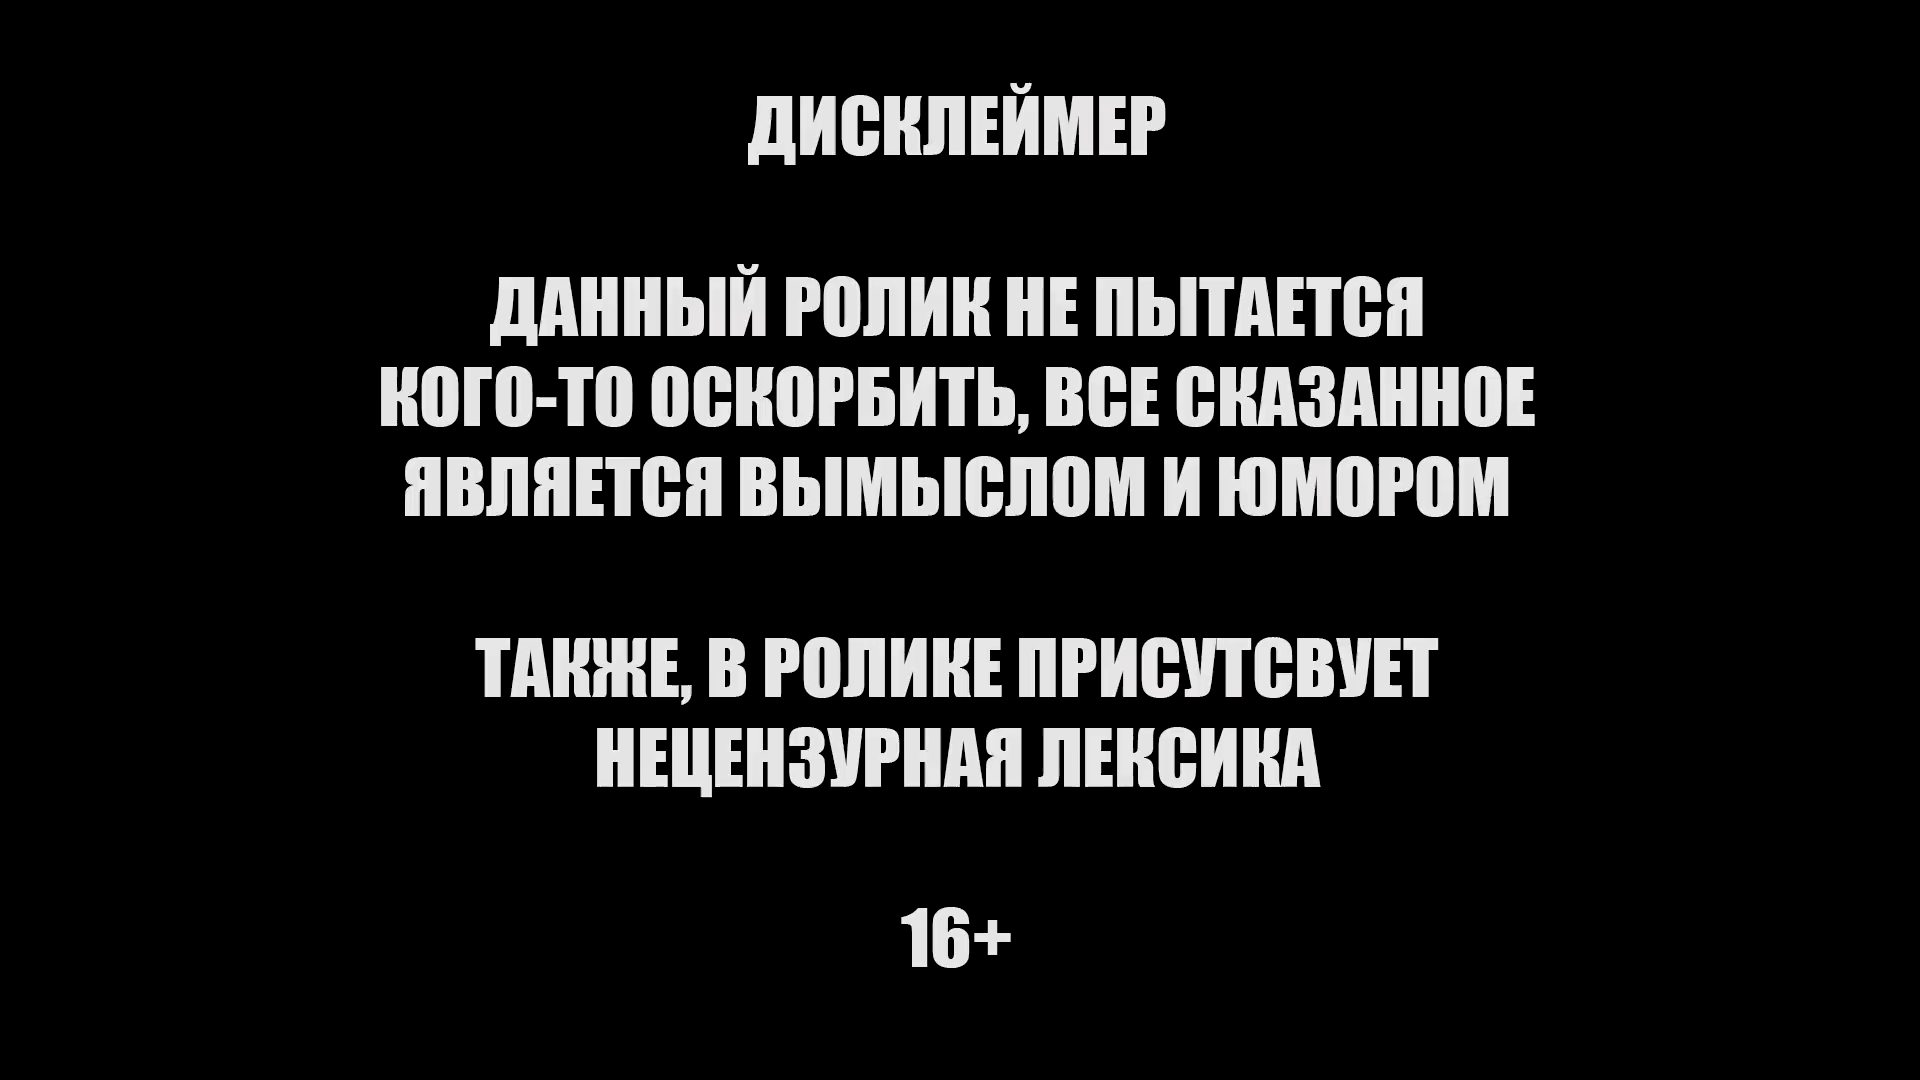 ДИСКЛЕЙМЕР
ДАННЫЙ РОЛИК НЕ ПЫТАЕТСЯ
КОГО-ТО ОСКОРБИТЬ, ВСЕ СКАЗАННОЕ
ЯВЛЯЕТСЯ ВЫМЫСЛОМ И ЮМОРОМ
ТАКЖЕ, В РОЛИКЕ ПРИСУТСВУЕТ
НЕЦЕНЗУРНАЯ ЛЕКСИКА
16+